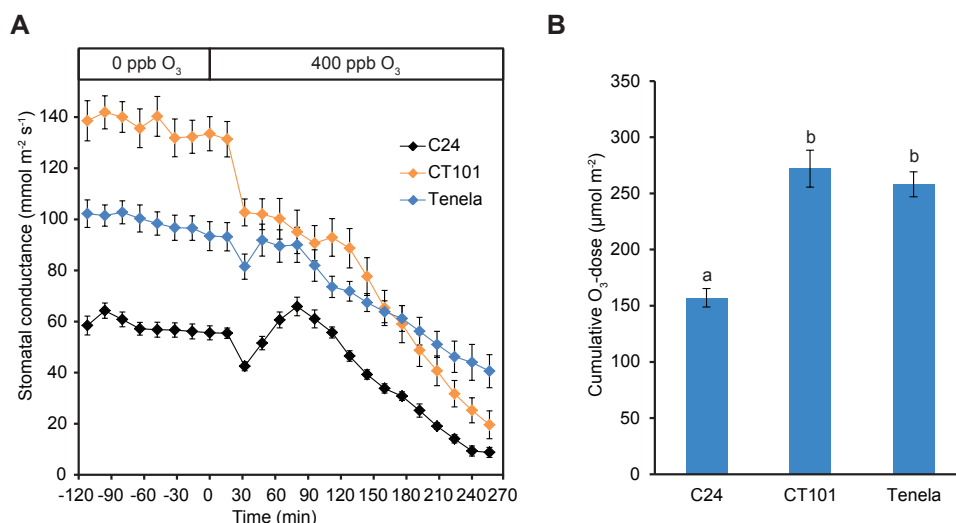 A
0 ppb O₃ 400 ppb O₃
Stomatal conductance (mmol m⁻² s⁻¹)
140
120
100
80
60
40
20
0
C24
CT101
Tenela
-120 -90 -60 -30 0 30 60 90 120 150 180 210 240 270
Time (min)
B
Cumulative O₃-dose (µmol m⁻²)
350
300
250
200
150
100
50
0
a
b
b
C24 CT101 Tenela